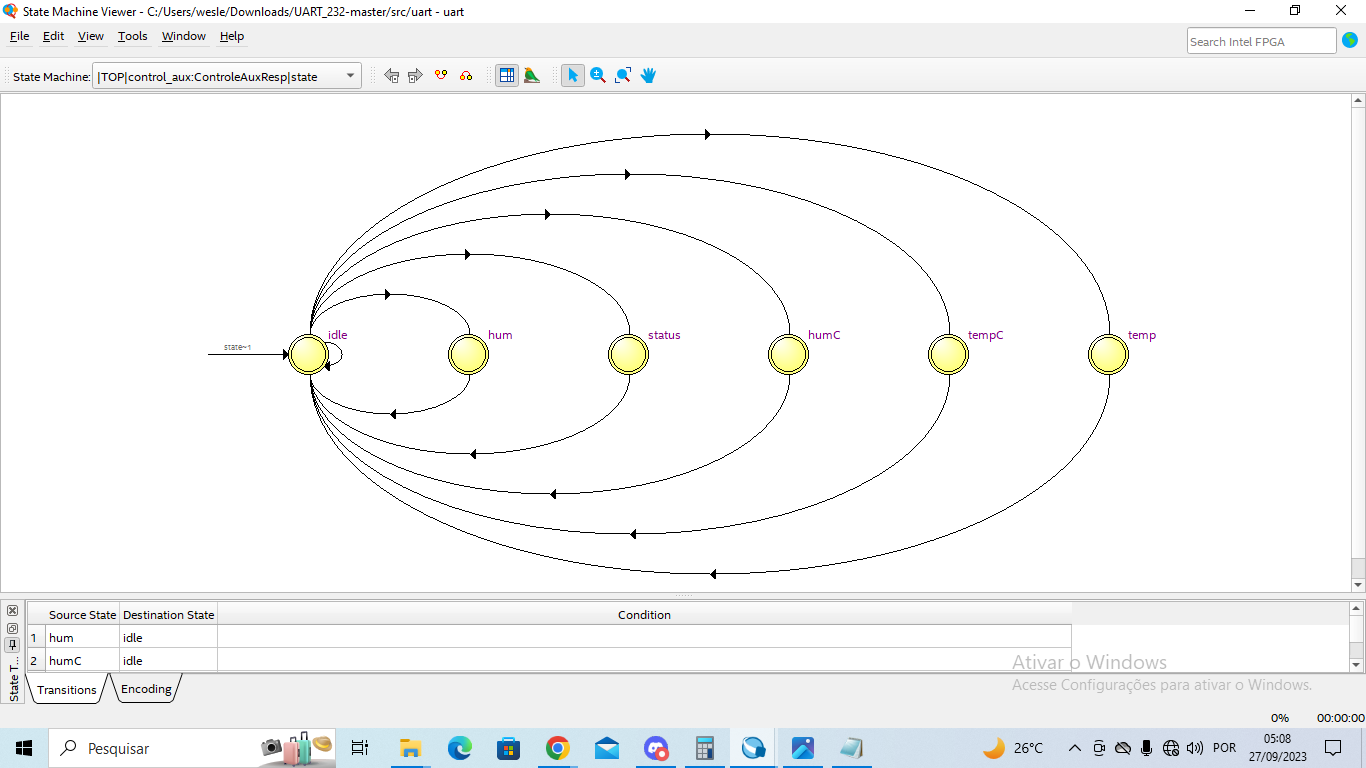 State Machine Viewer - C:/Users/wesle/Downloads/UART_232-master/src/uart - uart
File Edit View Tools Window Help
Search Intel FPGA
State Machine: |TOP|control_aux:ControleAuxResp|state
idle hum status humC tempC temp
state~1
Source State Destination State Condition
1 hum idle
2 humC idle
State T...
Transitions Encoding
Ativar o Windows
Acesse Configurações para ativar o Windows.
0% 00:00:00
Pesquisar
26°C
POR
05:08
27/09/2023